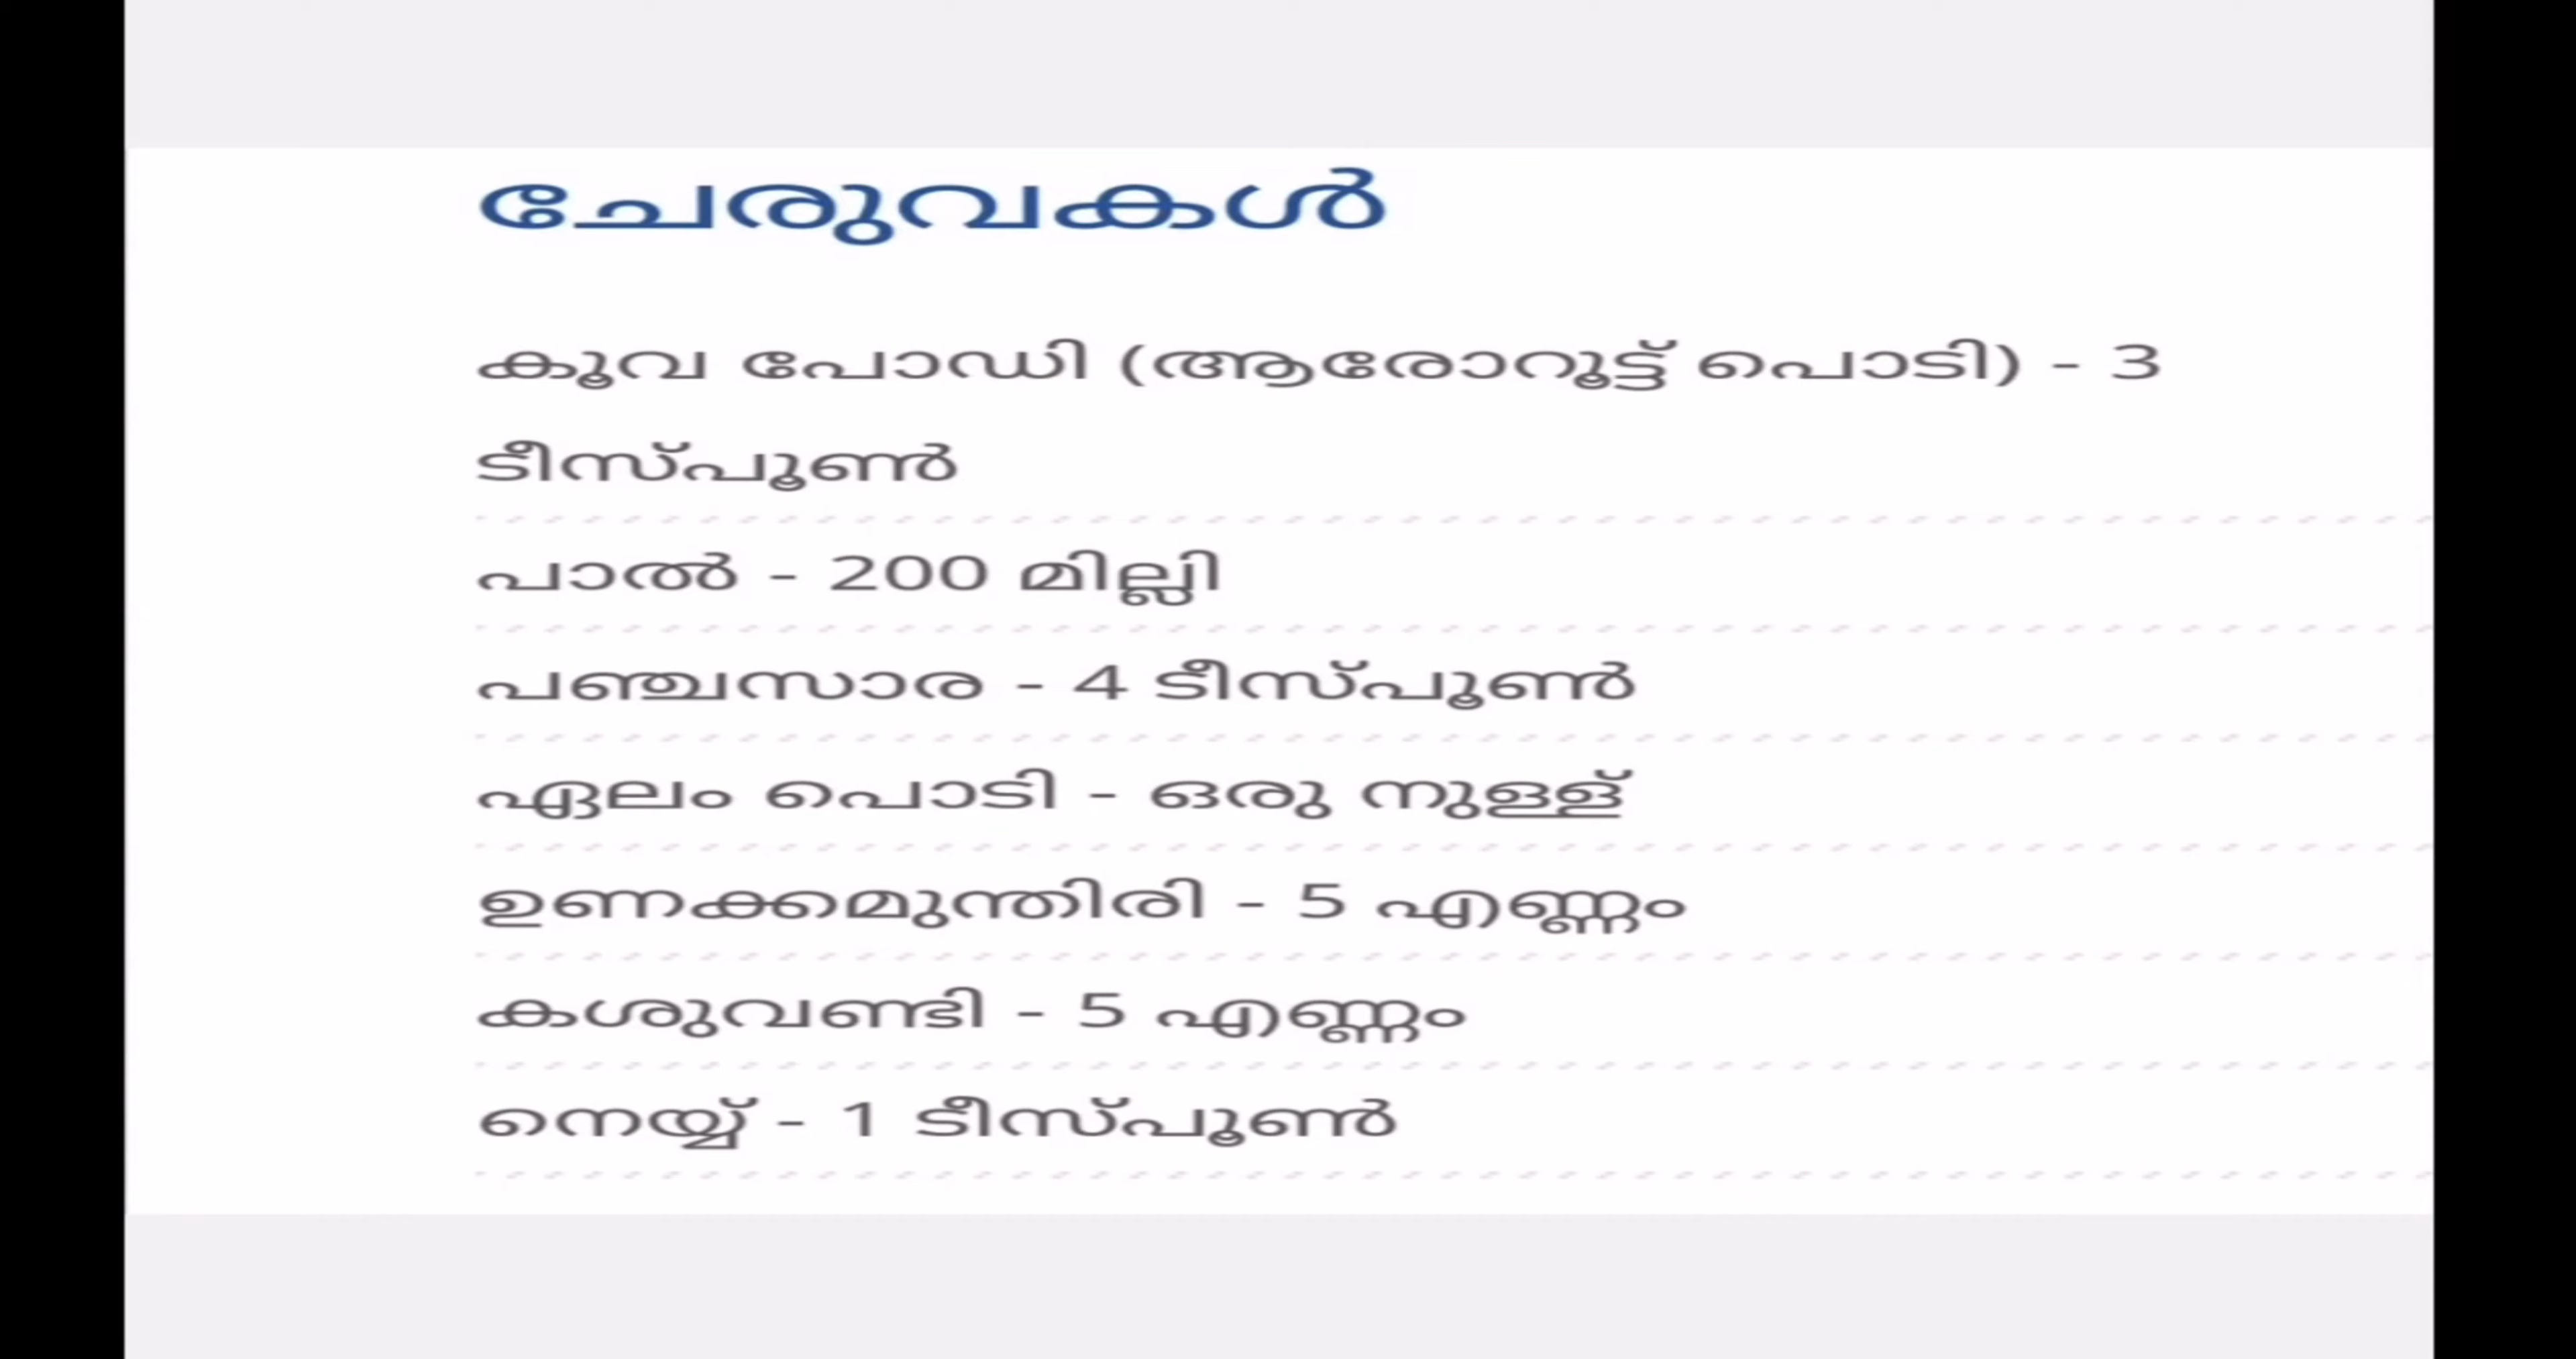 ചേരുവകൾ
കൂവ പോഡി (ആരോറൂട്ട് പൊടി) - 3
ടീസ്പൂൺ
പാൽ - 200 മില്ലി
പഞ്ചസാര - 4 ടീസ്പൂൺ
ഏലം പൊടി - ഒരു നുള്ള്
ഉണക്കമുന്തിരി - 5 എണ്ണം
കശുവണ്ടി - 5 എണ്ണം
നെയ്യ് - 1 ടീസ്പൂൺ